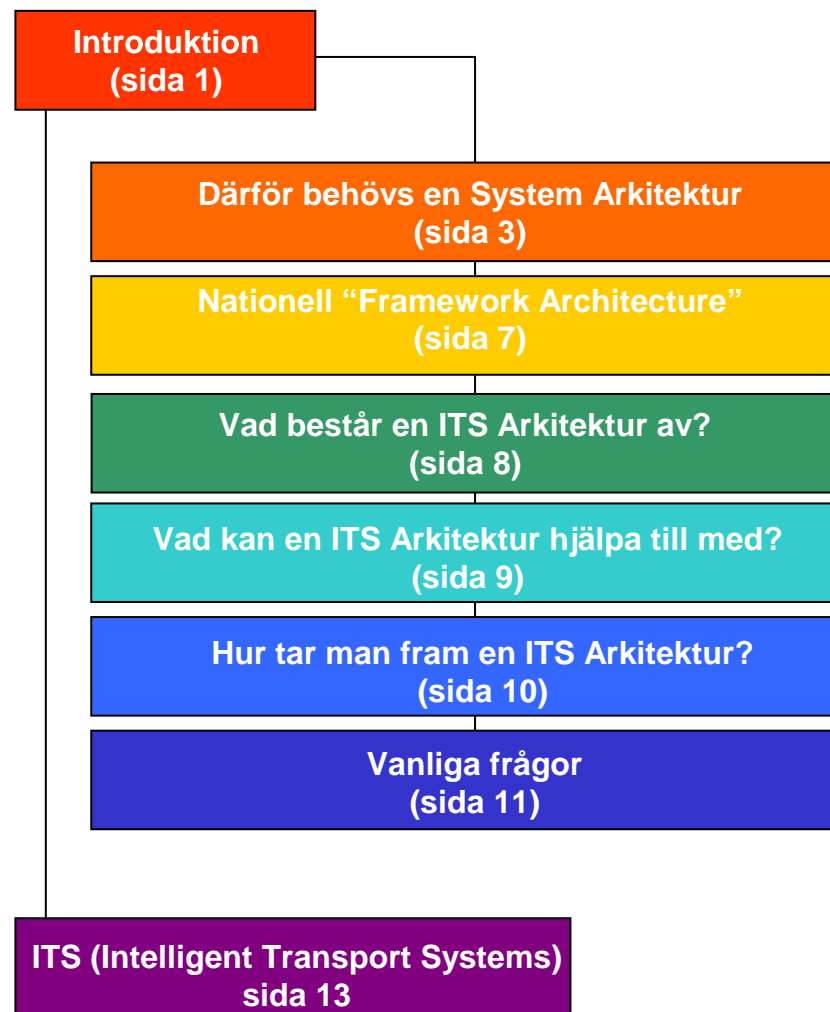 Introduktion
(sida 1)
Därför behövs en System Arkitektur
(sida 3)
Nationell “Framework Architecture”
(sida 7)
Vad består en ITS Arkitektur av?
(sida 8)
Vad kan en ITS Arkitektur hjälpa till med?
(sida 9)
Hur tar man fram en ITS Arkitektur?
(sida 10)
Vanliga frågor
(sida 11)
ITS (Intelligent Transport Systems)
sida 13